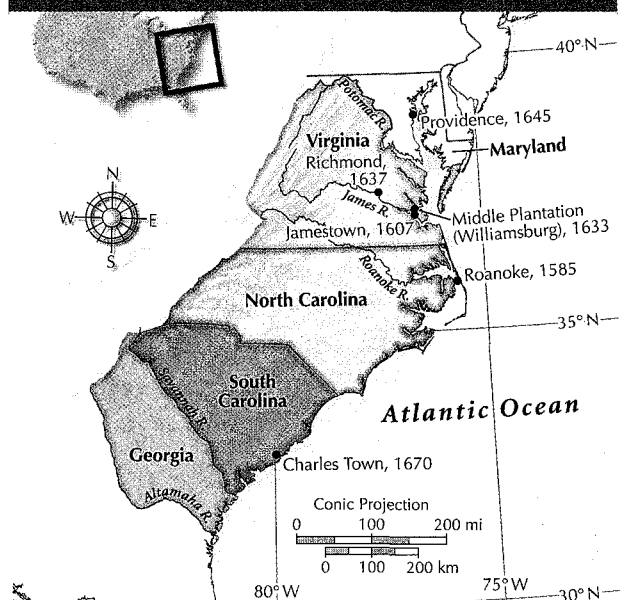 40° N
Potomac R.
Providence, 1645
Virginia
Maryland
Richmond,
1637
N
W
E
S
James R.
Middle Plantation
(Williamsburg), 1633
Jamestown, 1607
Roanoke R.
Roanoke, 1585
North Carolina
35° N
Savannah R.
South
Carolina
Atlantic Ocean
Georgia
Charles Town, 1670
Altamaha R.
Conic Projection
0 100 200 mi
0 100 200 km
80° W
75° W
30° N